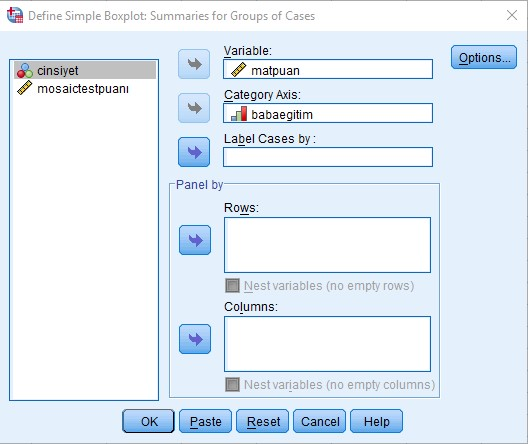 Define Simple Boxplot: Summaries for Groups of Cases
cinsiyet
mosaictestpuanı
Variable:
matpuan
Options...
Category Axis:
babaegitim
Label Cases by :
Panel by
Rows:
Nest variables (no empty rows)
Columns:
Nest variables (no empty columns)
OK Paste Reset Cancel Help